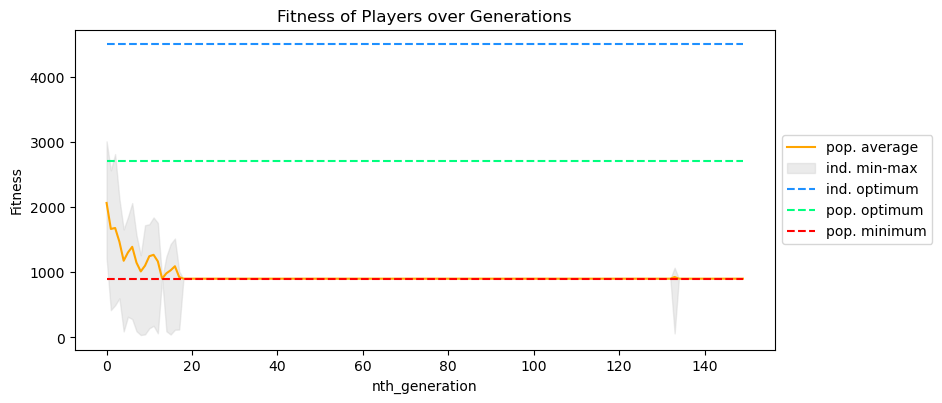 Fitness of Players over Generations
Fitness
4000
3000
2000
1000
0
0 20 40 60 80 100 120 140
nth_generation
pop. average
ind. min-max
ind. optimum
pop. optimum
pop. minimum